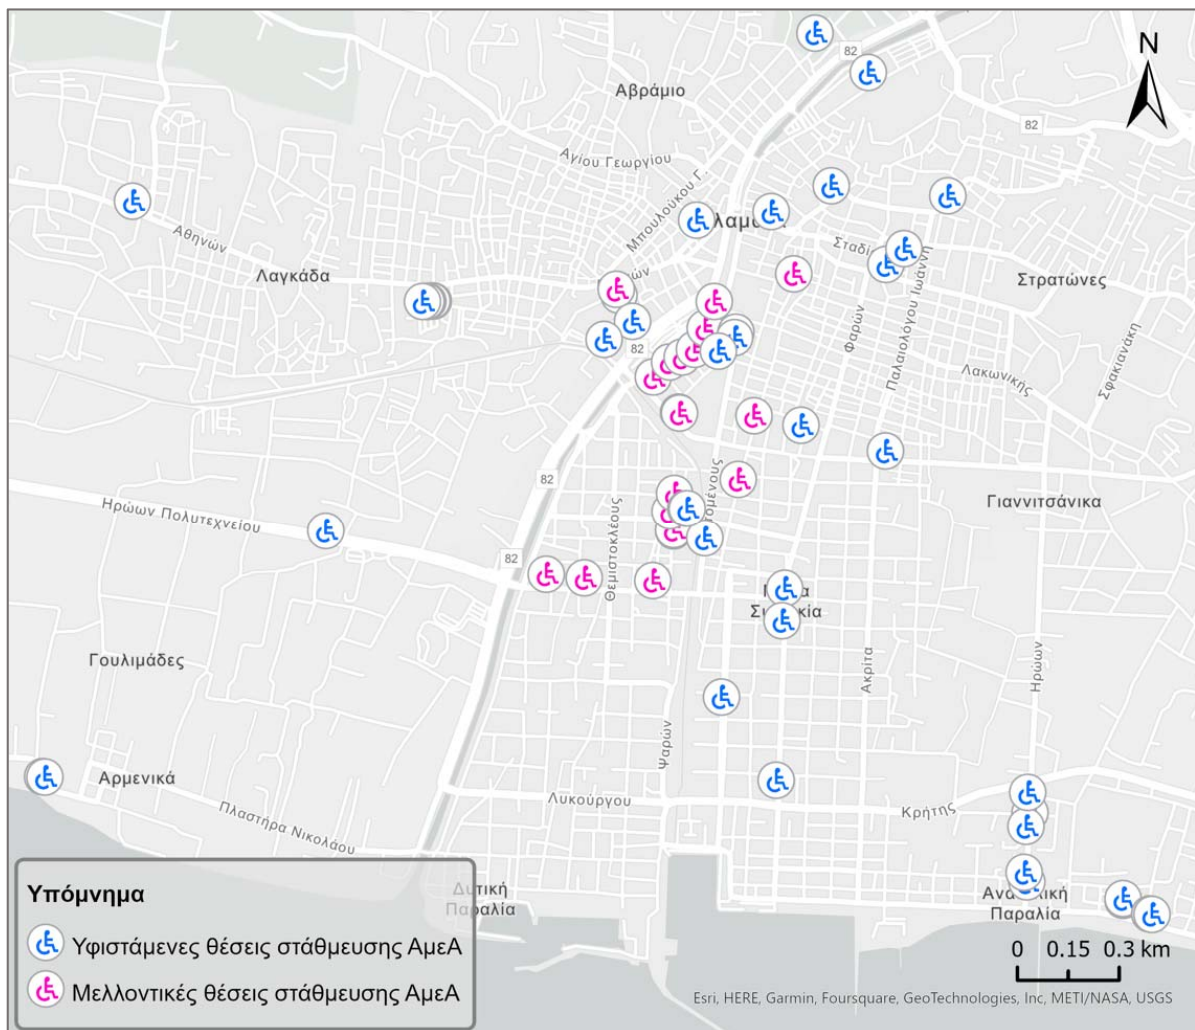 82
N
Αβράμιο
82
Αγίου Γεωργίου
Μπουλούκου Γ.
Αθηνών
Λαγκάδα
Στρατώνες
Παλαιολόγου Ιωάννη
Φαρών
Σφακιανάκη
82
Λακωνικής
82
Γιαννιτσάνικα
Ηρώων Πολυτεχνείου
Θεμιστοκλέους
82
Γουλιμάδες
Ακρίτα
Ηρώων
Ψαρών
Αρμενικά
Πλαστήρα Νικολάου
Λυκούργου
Κρήτης
Δυτική
Παραλία
Παραλία
Υπόμνημα
Υφιστάμενες θέσεις στάθμευσης ΑμεΑ
Μελλοντικές θέσεις στάθμευσης ΑμεΑ
0 0.15 0.3 km
Esri, HERE, Garmin, Foursquare, GeoTechnologies, Inc, METI/NASA, USGS